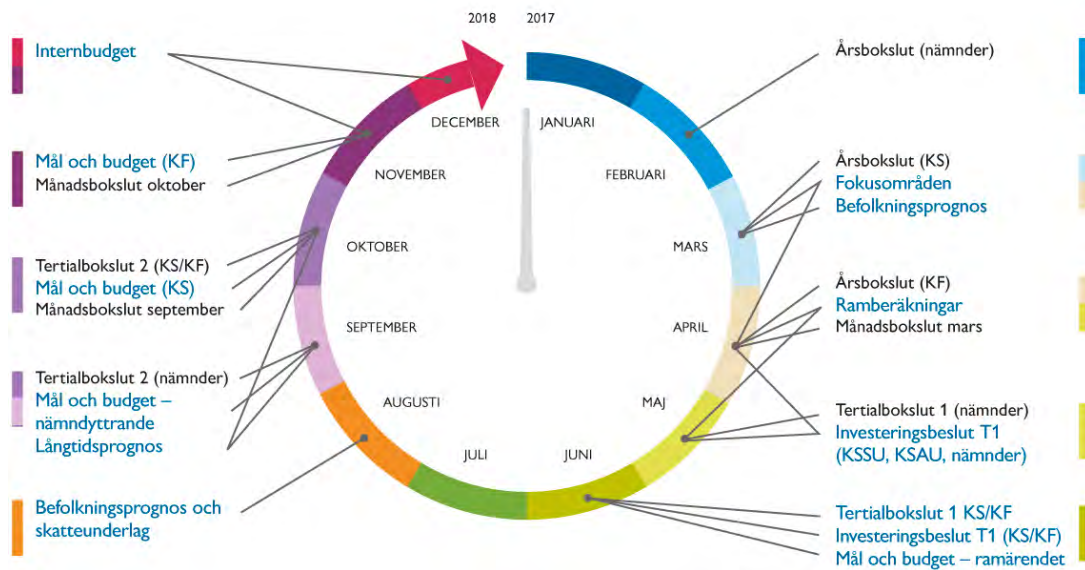 2018 2017
Internbudget
Mål och budget (KF)
Månadsbokslut oktober
Tertialbokslut 2 (KS/KF)
Mål och budget (KS)
Månadsbokslut september
Tertialbokslut 2 (nämnder)
Mål och budget –
nämndyttrande
Långtidsprognos
Befolkningsprognos och
skatteunderlag
DECEMBER
JANUARI
NOVEMBER
FEBRUARI
OKTOBER
MARS
SEPTEMBER
APRIL
AUGUSTI
MAJ
JULI
JUNI
Årsbokslut (nämnder)
Årsbokslut (KS)
Fokusområden
Befolkningsprognos
Årsbokslut (KF)
Ramberäkningar
Månadsbokslut mars
Tertialbokslut 1 (nämnder)
Investeringsbeslut T1
(KSSU, KSAU, nämnder)
Tertialbokslut 1 KS/KF
Investeringsbeslut T1 (KS/KF)
Mål och budget – ramärendet